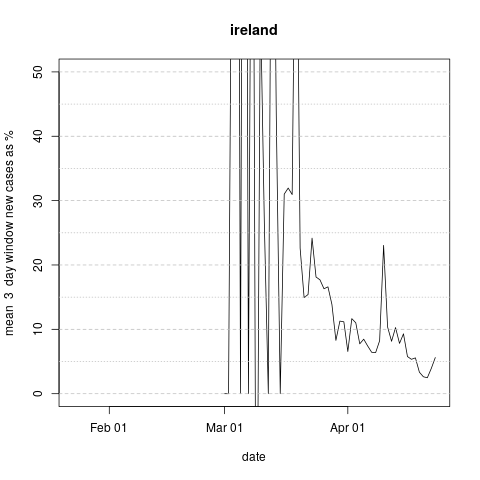 ireland
mean 3 day window new cases as %
50
40
30
20
10
0
Feb 01
Mar 01
Apr 01
date